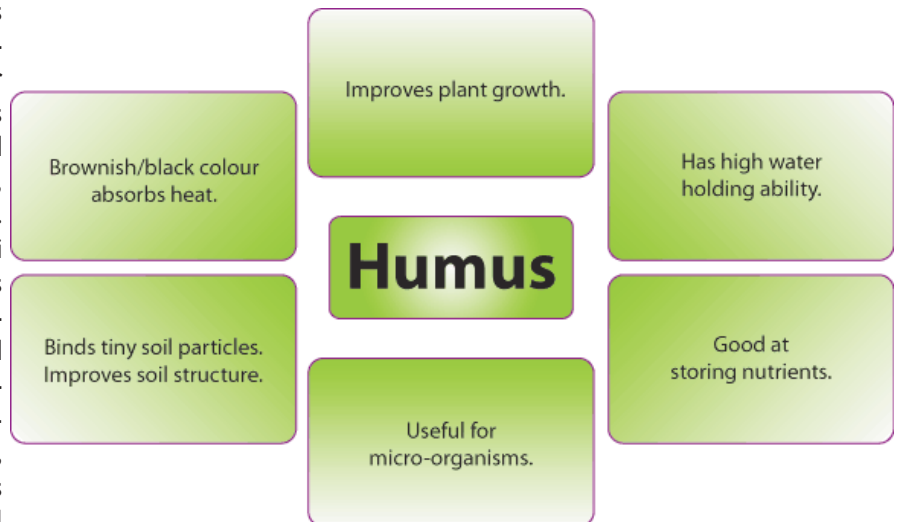 Improves plant growth.
Brownish/black colour
absorbs heat.
Has high water
holding ability.
Humus
Binds tiny soil particles.
Improves soil structure.
Good at
storing nutrients.
Useful for
micro-organisms.